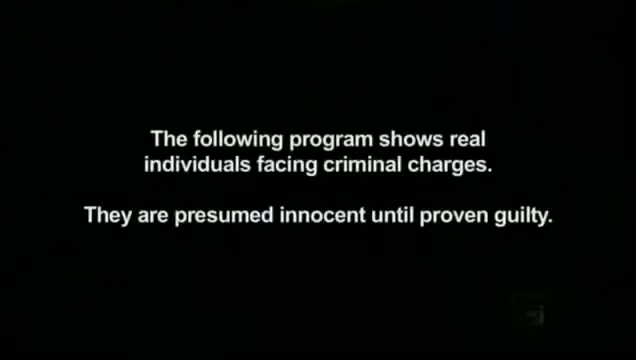 The following program shows real
individuals facing criminal charges.
They are presumed innocent until proven guilty.